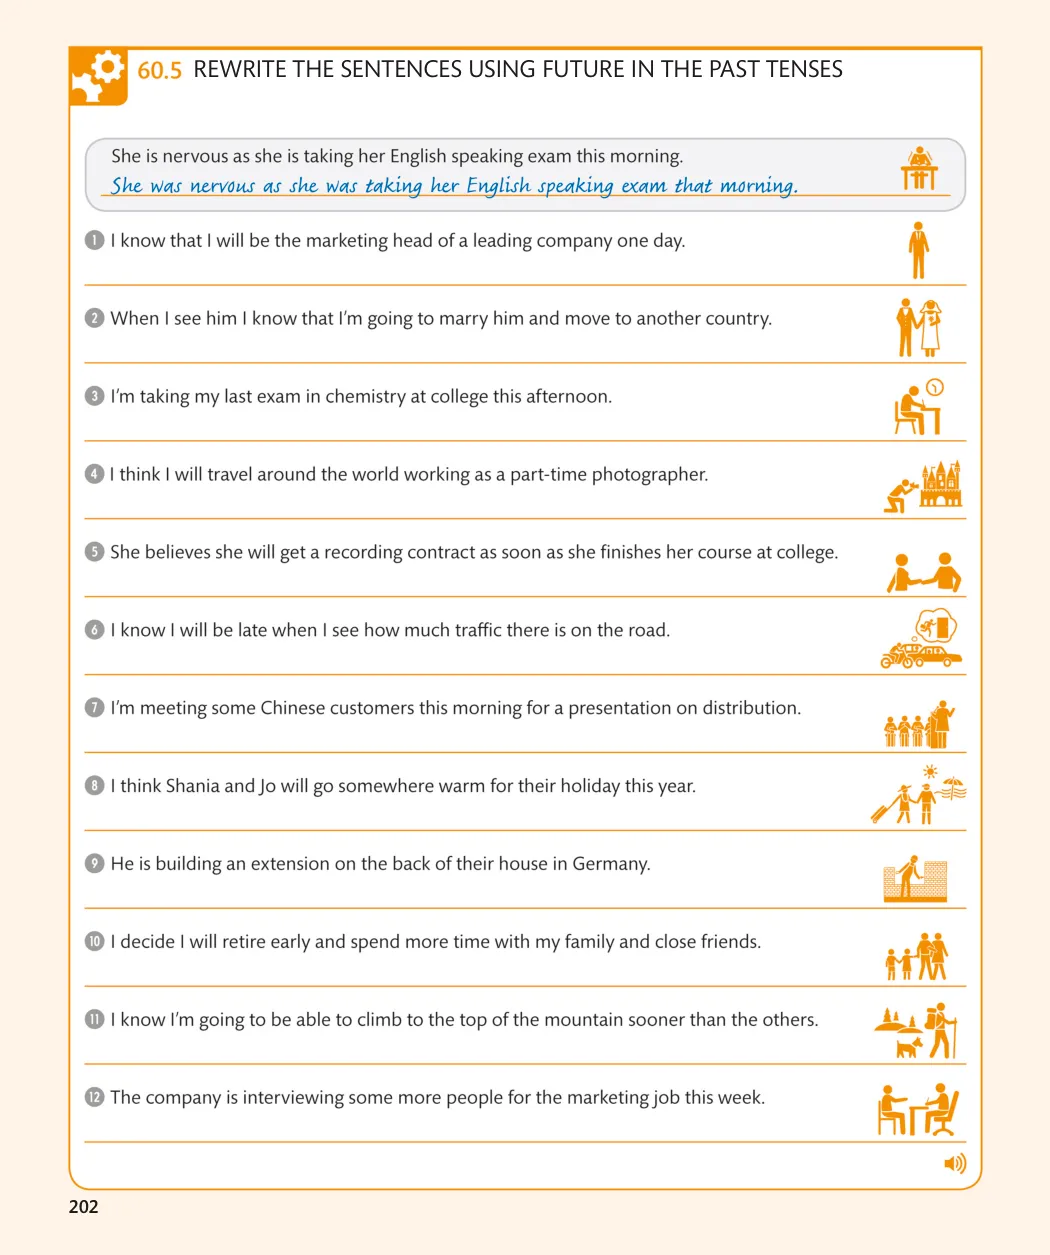 60.5 REWRITE THE SENTENCES USING FUTURE IN THE PAST TENSES
She is nervous as she is taking her English speaking exam this morning.
She was nervous as she was taking her English speaking exam that morning.
1 I know that I will be the marketing head of a leading company one day.
2 When I see him I know that I’m going to marry him and move to another country.
3 I’m taking my last exam in chemistry at college this afternoon.
4 I think I will travel around the world working as a part-time photographer.
5 She believes she will get a recording contract as soon as she finishes her course at college.
6 I know I will be late when I see how much traffic there is on the road.
7 I’m meeting some Chinese customers this morning for a presentation on distribution.
8 I think Shania and Jo will go somewhere warm for their holiday this year.
9 He is building an extension on the back of their house in Germany.
10 I decide I will retire early and spend more time with my family and close friends.
11 I know I’m going to be able to climb to the top of the mountain sooner than the others.
12 The company is interviewing some more people for the marketing job this week.
202